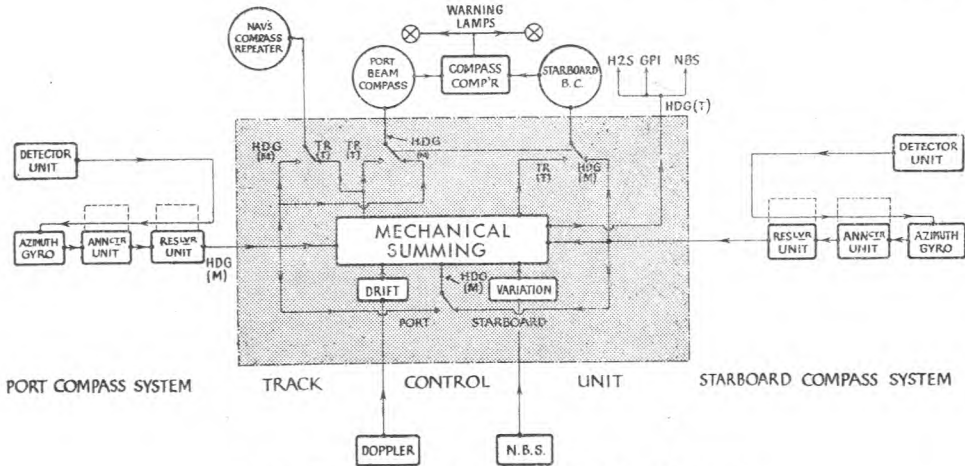 NAV'S
COMPASS
REPEATER
WARNING
LAMPS
PORT
BEAM
COMPASS
COMPASS
COMP'R
STARBOARD
B.C.
H2S GPI NBS
HDG(T)
HDG
(M)
TR
(T)
TR
(T)
HDG
(M)
TR
(T)
HDG
(M)
DETECTOR
UNIT
DETECTOR
UNIT
AZIMUTH
GYRO
ANNCTR
UNIT
RESLVR
UNIT
HDG
(M)
MECHANICAL
SUMMING
RESLVR
UNIT
ANNCTR
UNIT
AZIMUTH
GYRO
DRIFT
HDG
(M)
VARIATION
PORT
STARBOARD
PORT COMPASS SYSTEM
TRACK CONTROL UNIT
STARBOARD COMPASS SYSTEM
DOPPLER
N.B.S.